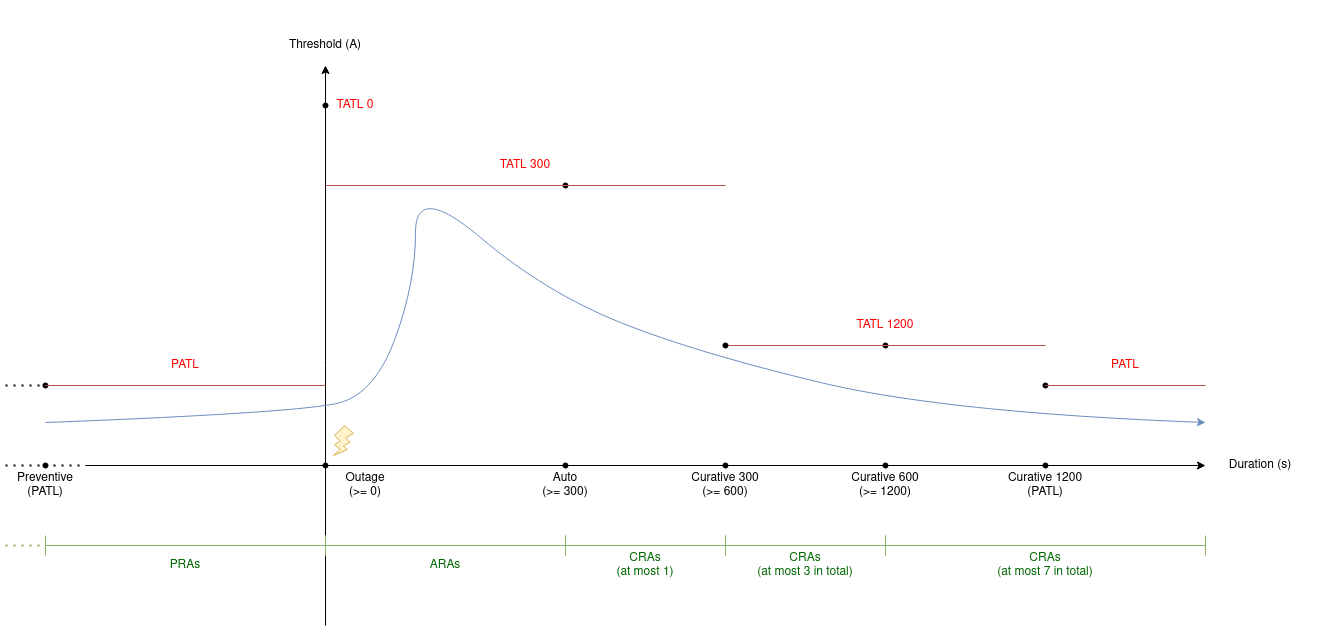 Threshold (A)
TATL 0
TATL 300
TATL 1200
PATL
PATL
Duration (s)
Preventive
(PATL)
Outage
(>= 0)
Auto
(>= 300)
Curative 300
(>= 600)
Curative 600
(>= 1200)
Curative 1200
(PATL)
PRAs
ARAs
CRAs
(at most 1)
CRAs
(at most 3 in total)
CRAs
(at most 7 in total)